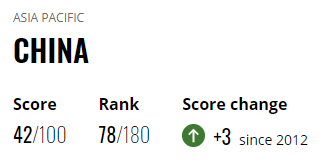 ASIA PACIFIC
CHINA
Score Rank Score change
42/100 78/180 +3 since 2012